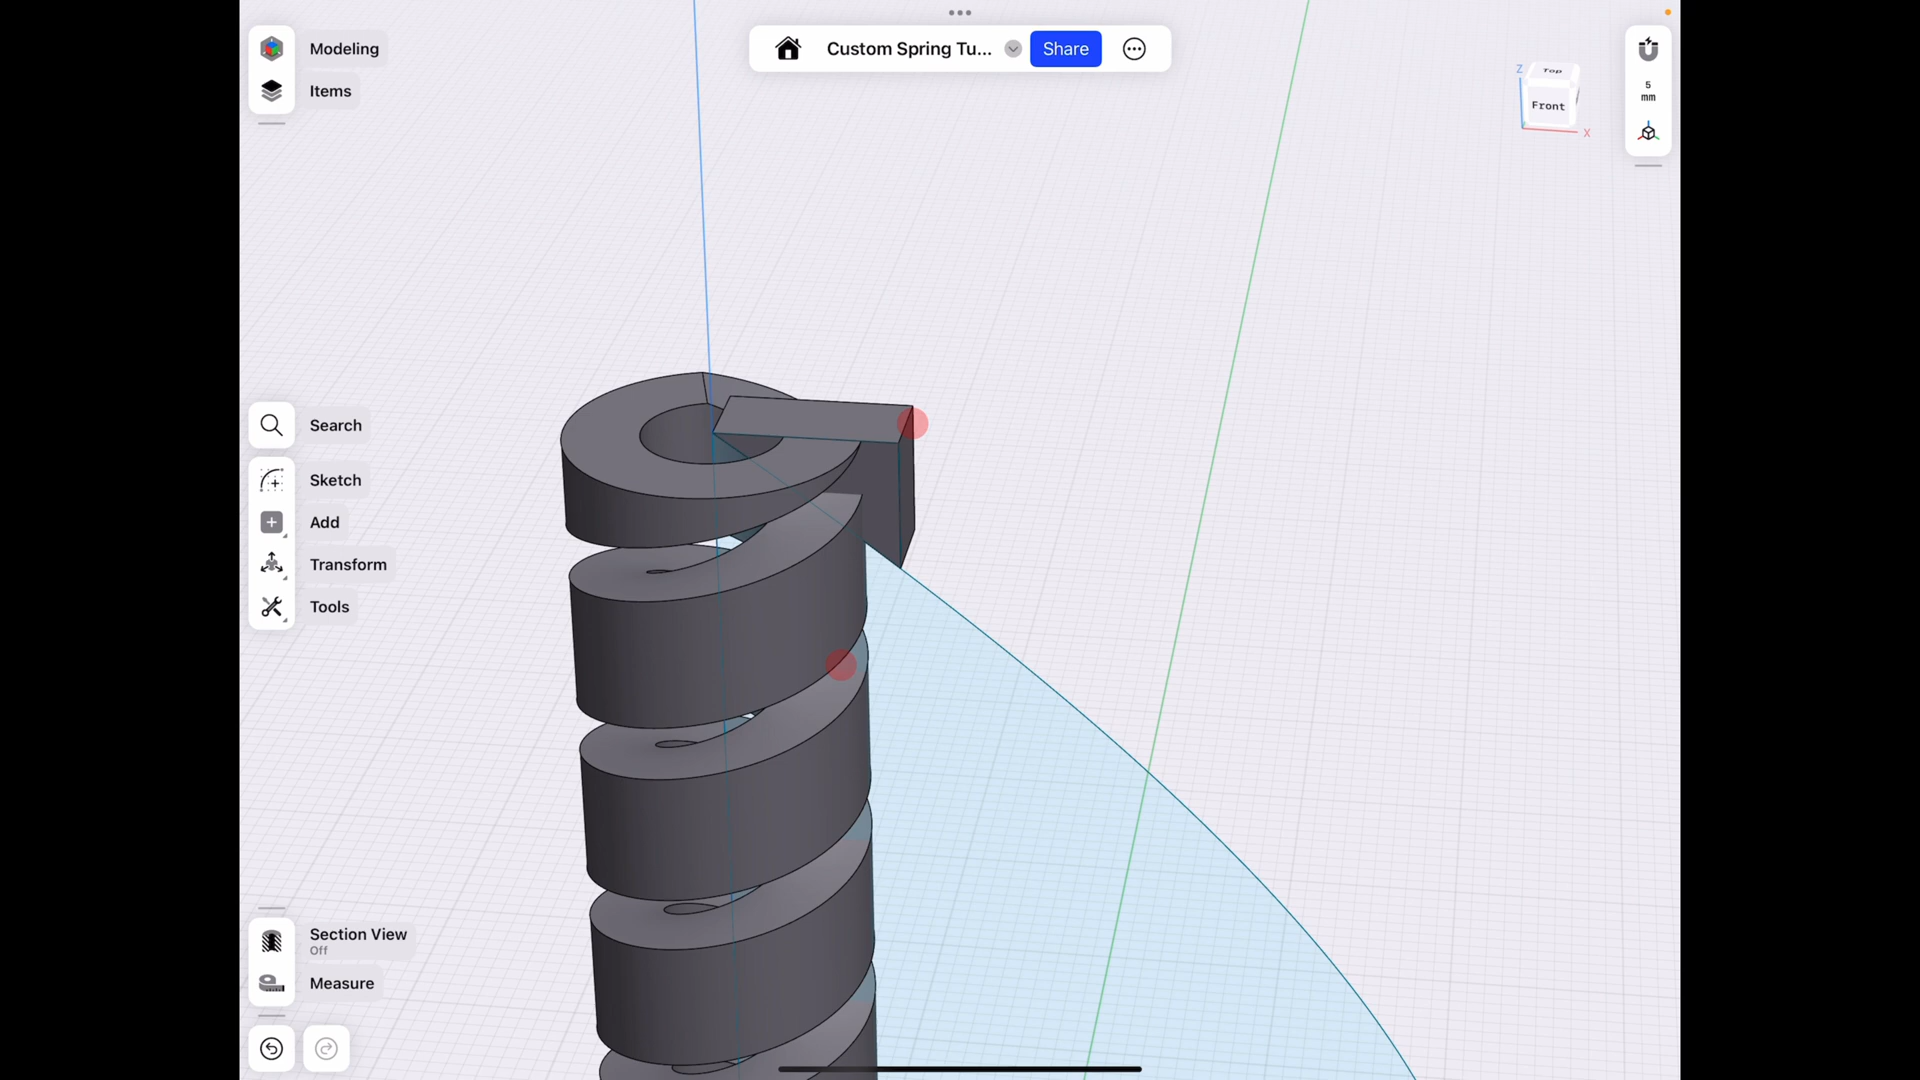 Modeling
Items
Custom Spring Tu...
Share
Top
Front
Z
X
5
mm
Search
Sketch
Add
Transform
Tools
Section View
Off
Measure